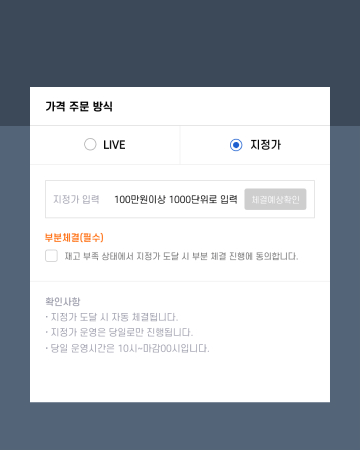 가격 주문 방식
LIVE 지정가
지정가 입력 100만원이상 1000단위로 입력 체결예상확인
부분체결(필수)
재고 부족 상태에서 지정가 도달 시 부분 체결 진행에 동의합니다.
확인사항
• 지정가 도달 시 자동 체결됩니다.
• 지정가 운영은 당일로만 진행됩니다.
• 당일 운영시간은 10시~마감00시입니다.